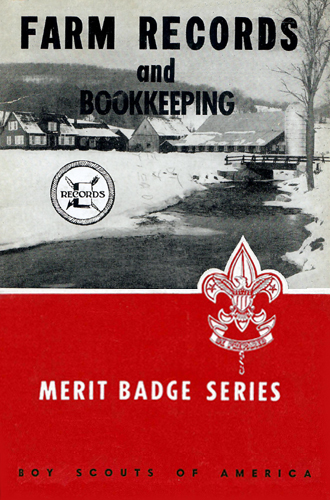 FARM RECORDS
and
BOOKKEEPING
RECORDS
BE PREPARED
MERIT BADGE SERIES
BOY SCOUTS OF AMERICA